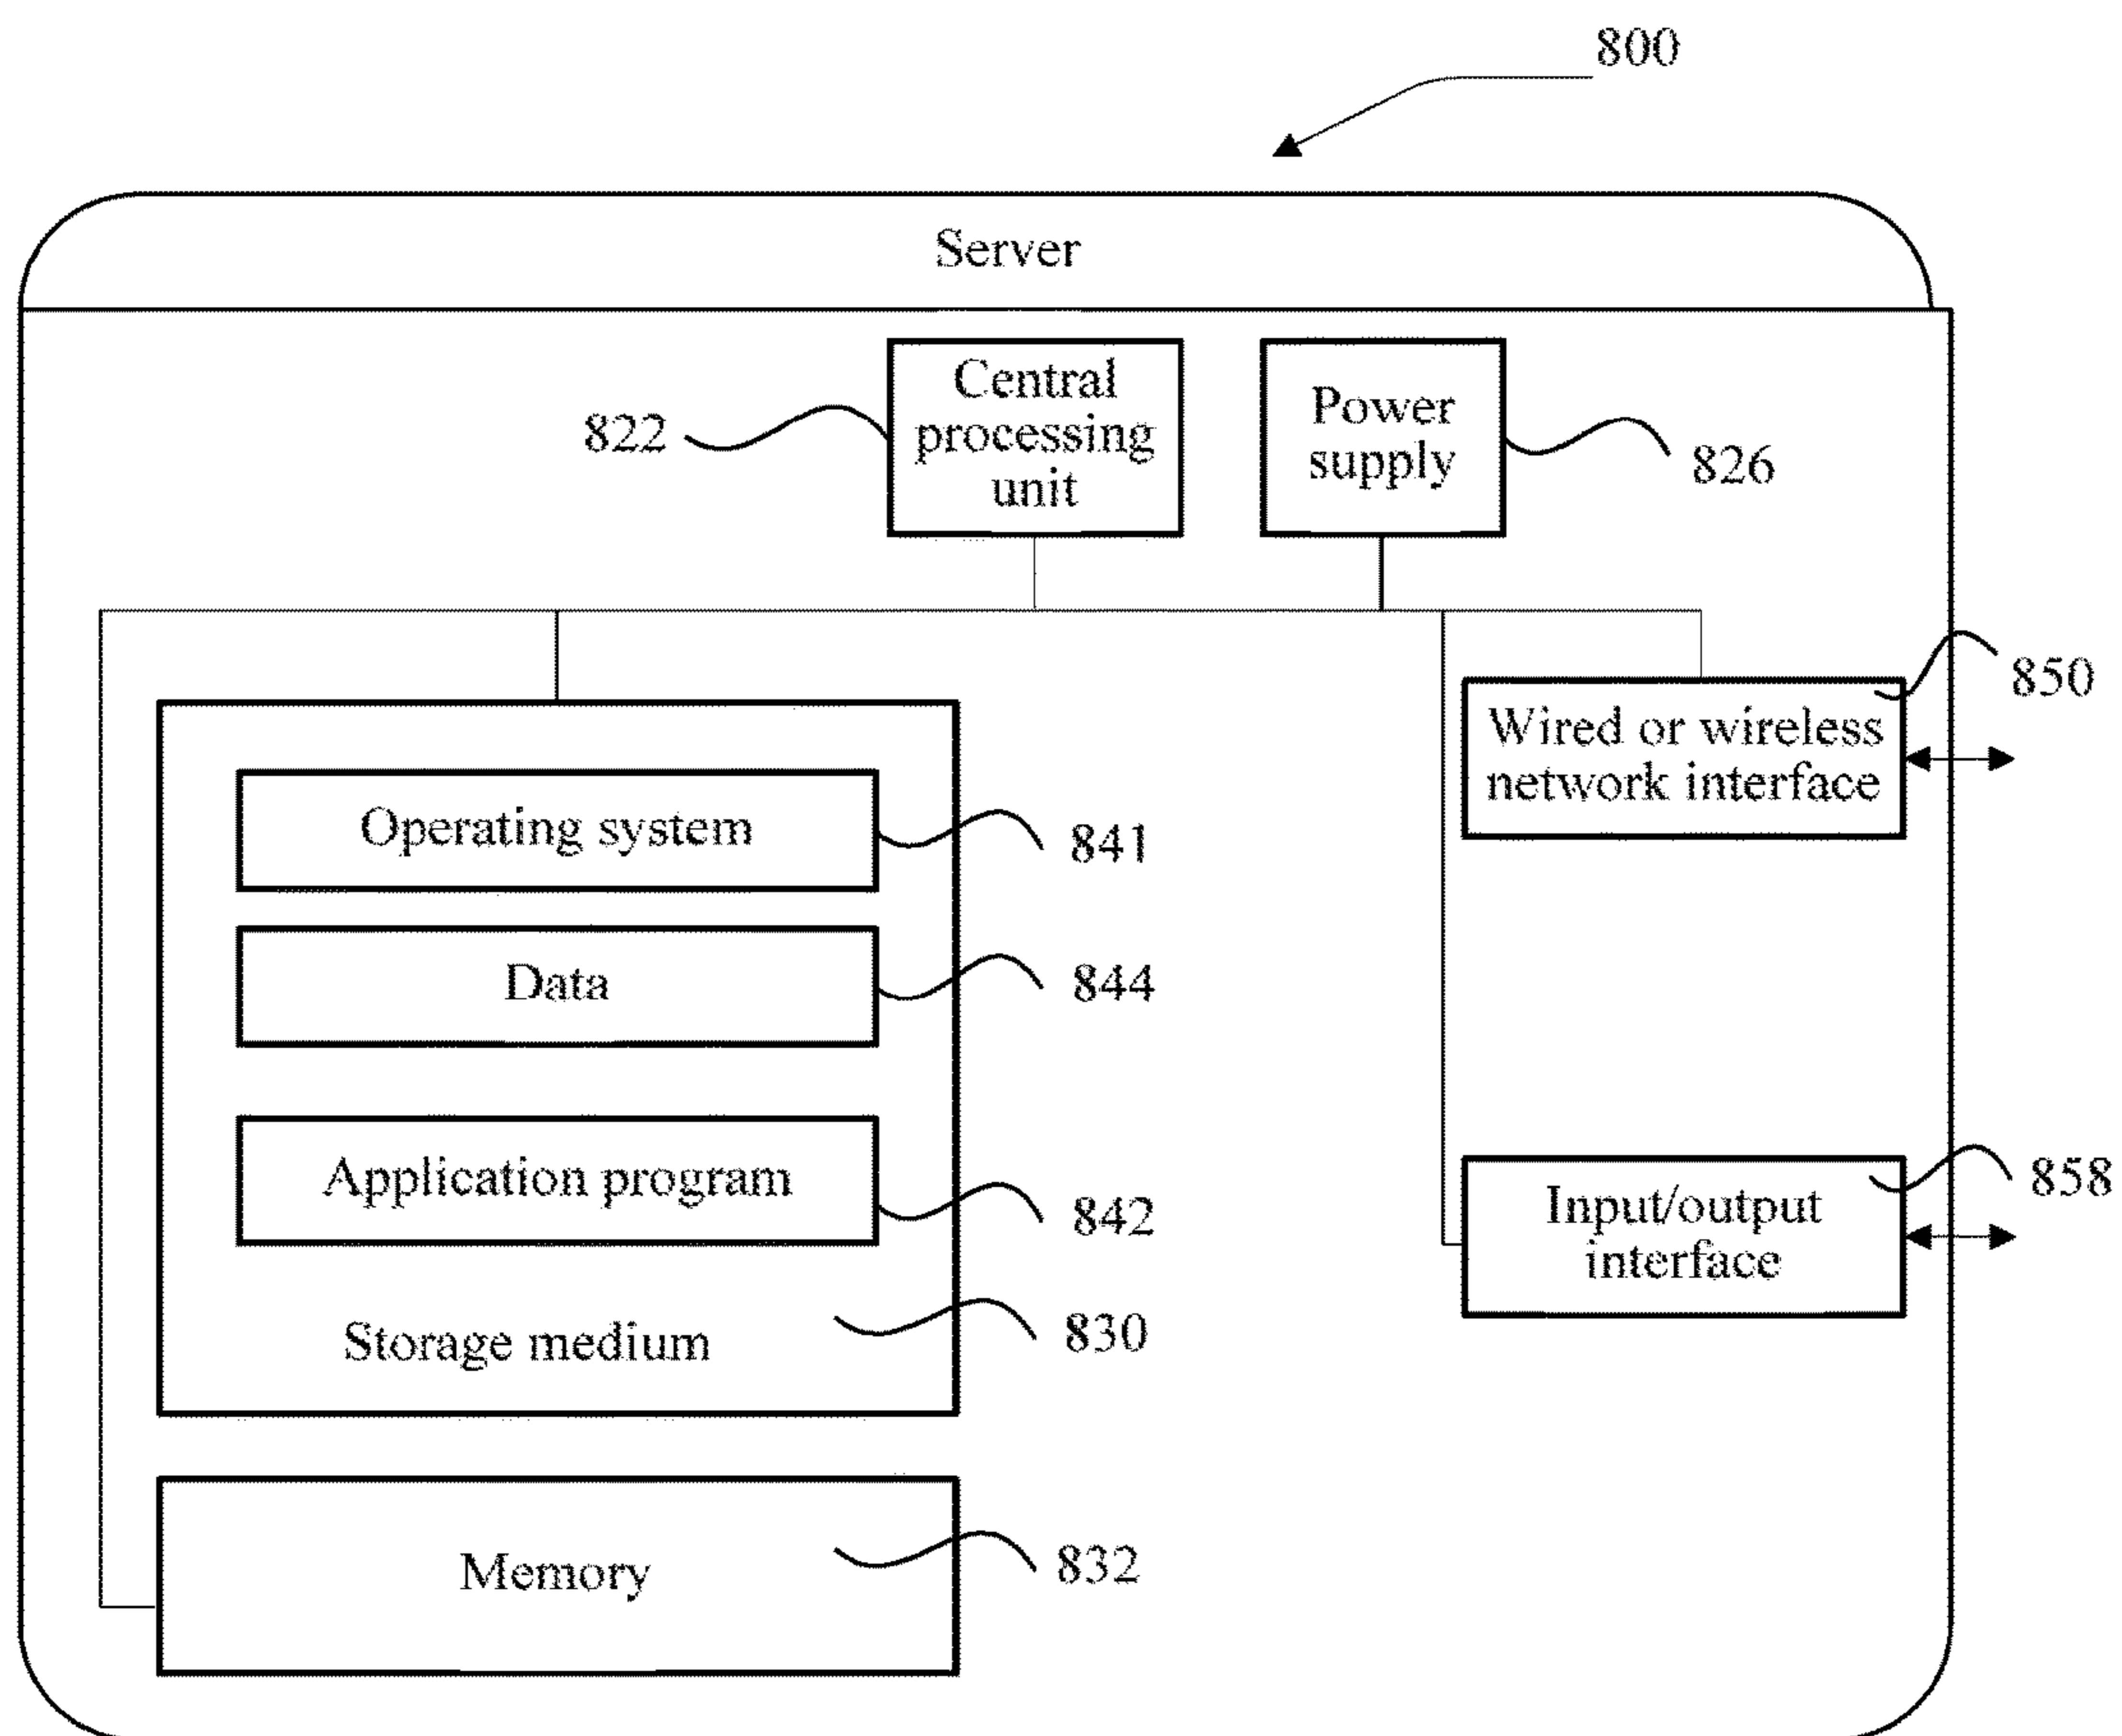 800
Server
Central
processing
unit
822
Power
supply
826
Wired or wireless
network interface
850
Operating system
841
Data
844
Application program
842
Storage medium
830
Input/output
interface
858
Memory
832